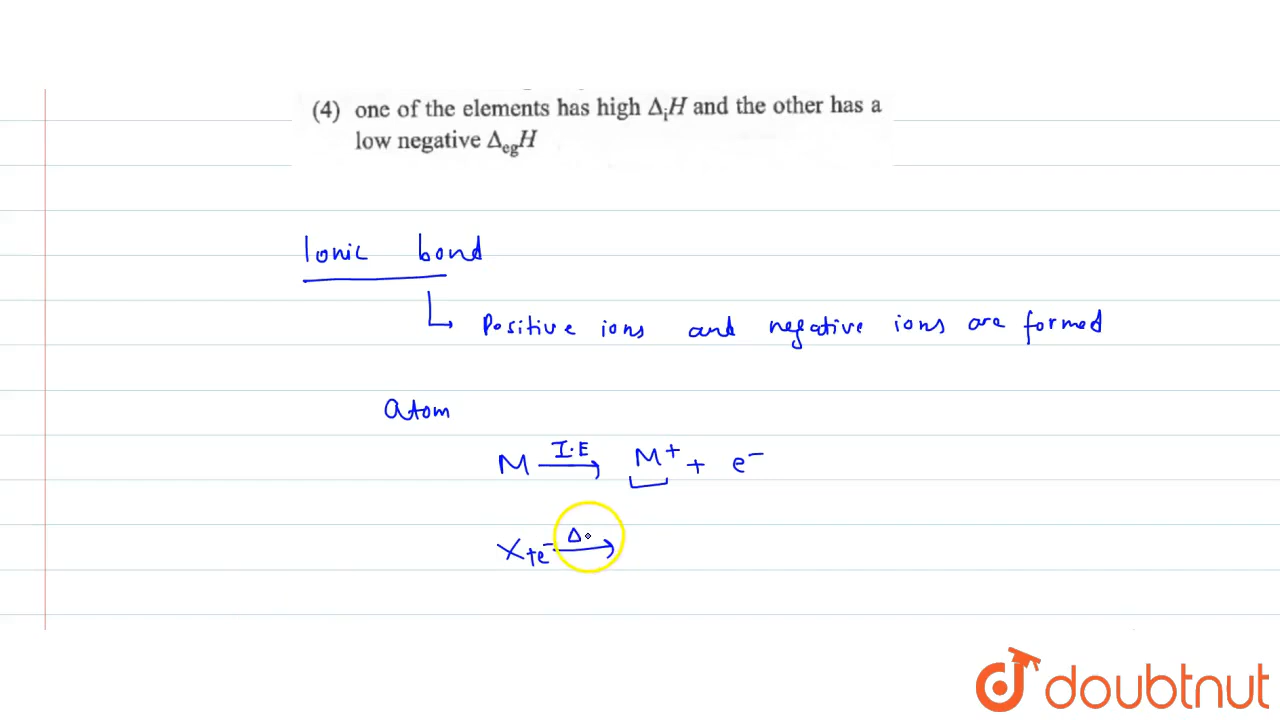 (4) one of the elements has high ΔᵢH and the other has a
low negative ΔegH
Ionic bond
Positive ions and negative ions are formed
atom
M I.E → M+ + e−
X+e− Δ →
doubtnut